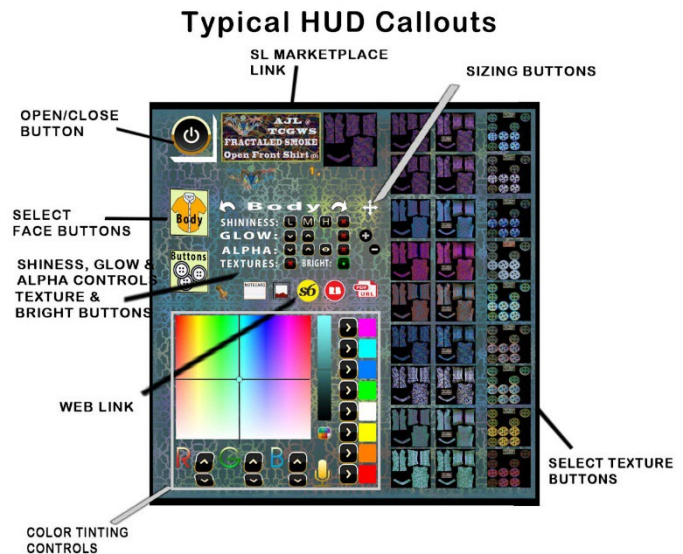 Typical HUD Callouts
SL MARKETPLACE
LINK
SIZING BUTTONS
OPEN/CLOSE
BUTTON
AJL
TCGWS
FRACTALED SMOKE
Open Front Shirt
SELECT
FACE BUTTONS
Body
Body
SHININESS: L M H
GLOW:
ALPHA:
TEXTURES: BRIGHT:
Buttons
SHINESS, GLOW &
ALPHA CONTROLS
TEXTURE &
BRIGHT BUTTONS
NOTECARD
s6
RB
PDF
URL
WEB LINK
R G B
SELECT TEXTURE
BUTTONS
COLOR TINTING
CONTROLS